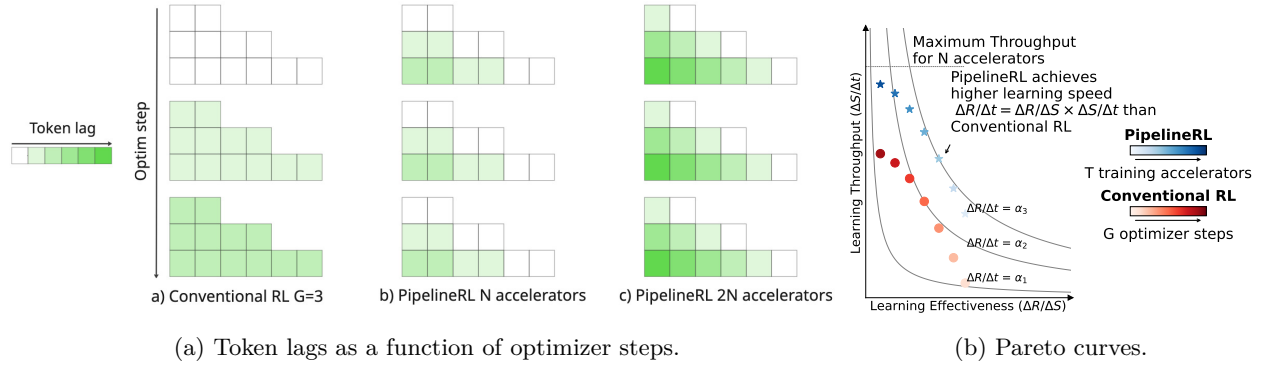 Token lag
Optim step
a) Conventional RL G=3
b) PipelineRL N accelerators
c) PipelineRL 2N accelerators
(a) Token lags as a function of optimizer steps.
Learning Throughput (ΔS/Δt)
Maximum Throughput
for N accelerators
PipelineRL achieves
higher learning speed
ΔR/Δt = ΔR/ΔS × ΔS/Δt than
Conventional RL
ΔR/Δt = α₃
ΔR/Δt = α₂
ΔR/Δt = α₁
Learning Effectiveness (ΔR/ΔS)
PipelineRL
T training accelerators
Conventional RL
G optimizer steps
(b) Pareto curves.